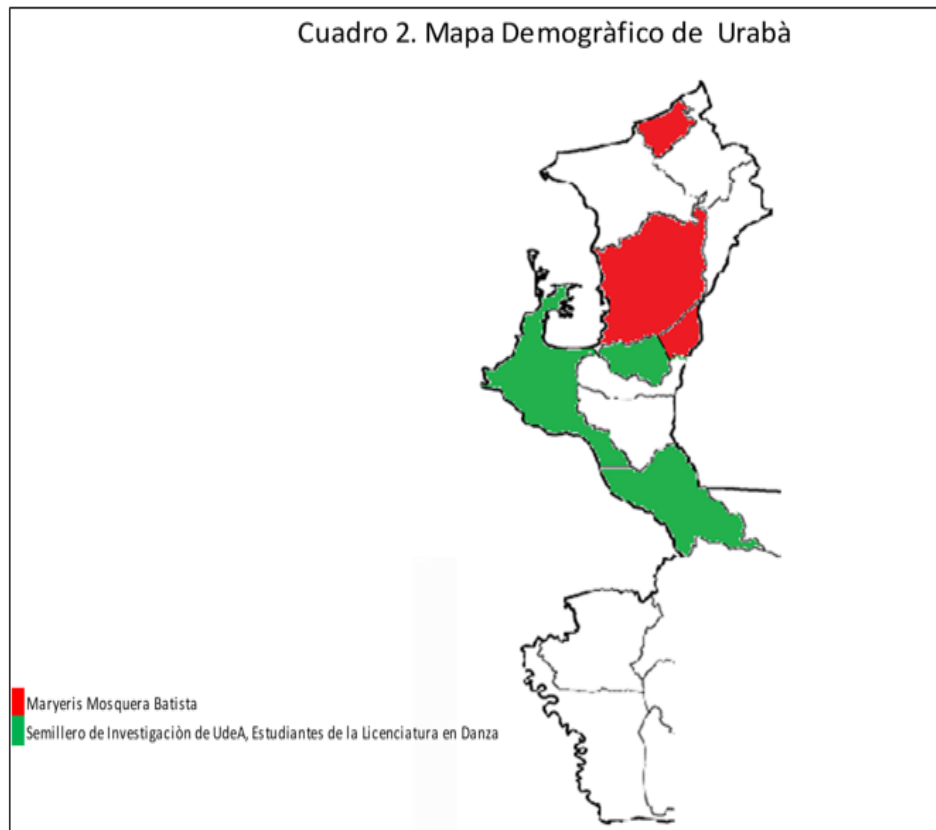 Cuadro 2. Mapa Demogràfico de Urabà
Maryeris Mosquera Batista
Semillero de Investigaciòn de UdeA, Estudiantes de la Licenciatura en Danza